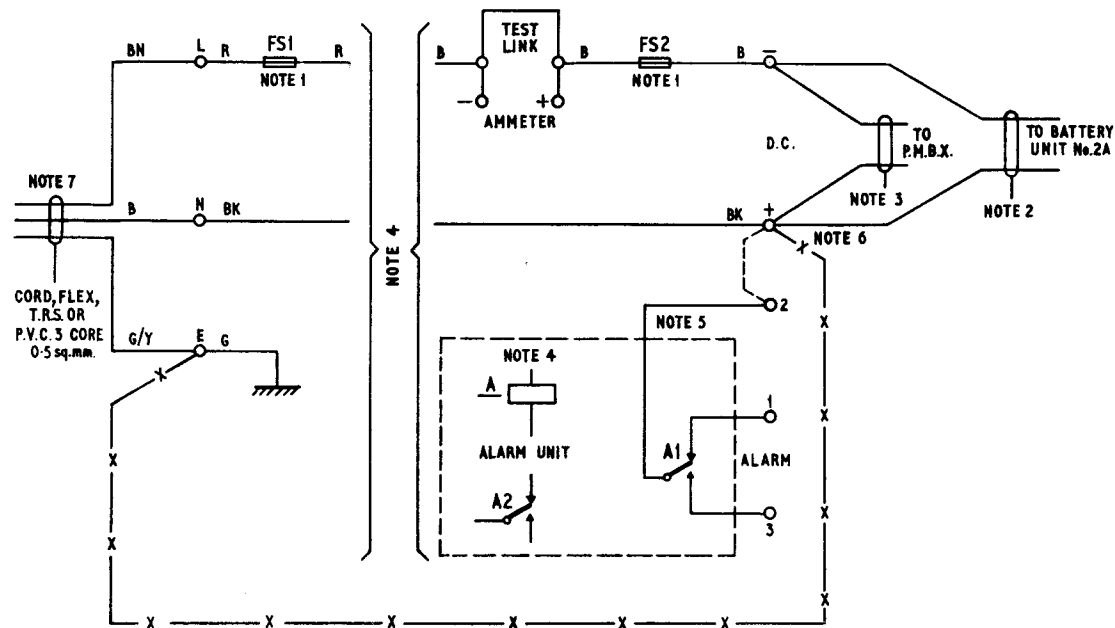 BN
L
R
FS1
R
NOTE 1
B
TEST
LINK
B
FS2
B
−
NOTE 1
−
+
AMMETER
D.C.
TO
P.M.B.X.
TO BATTERY
UNIT No.2A
NOTE 3
NOTE 2
NOTE 7
B
N
BK
NOTE 4
BK
+
NOTE 6
X
CORD, FLEX,
T.R.S. OR
P.V.C. 3 CORE
0·5 sq.mm.
G/Y
E
G
X
2
NOTE 5
X
NOTE 4
A
ALARM UNIT
A2
A1
1
ALARM
3
X
X
X
X
X
X
X
X
X
X
X
X